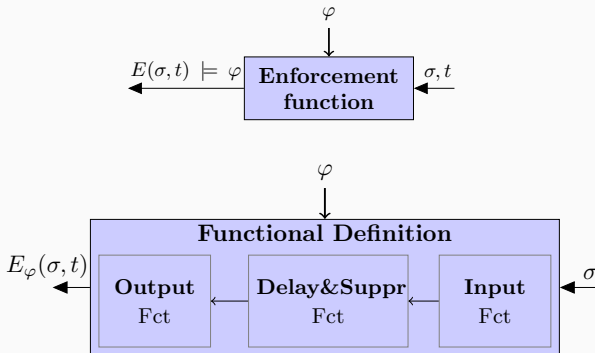 φ
E(σ, t) ⊨ φ
Enforcement
function
σ, t
φ
Functional Definition
E_φ(σ, t)
Output
Fct
Delay&Suppr
Fct
Input
Fct
σ